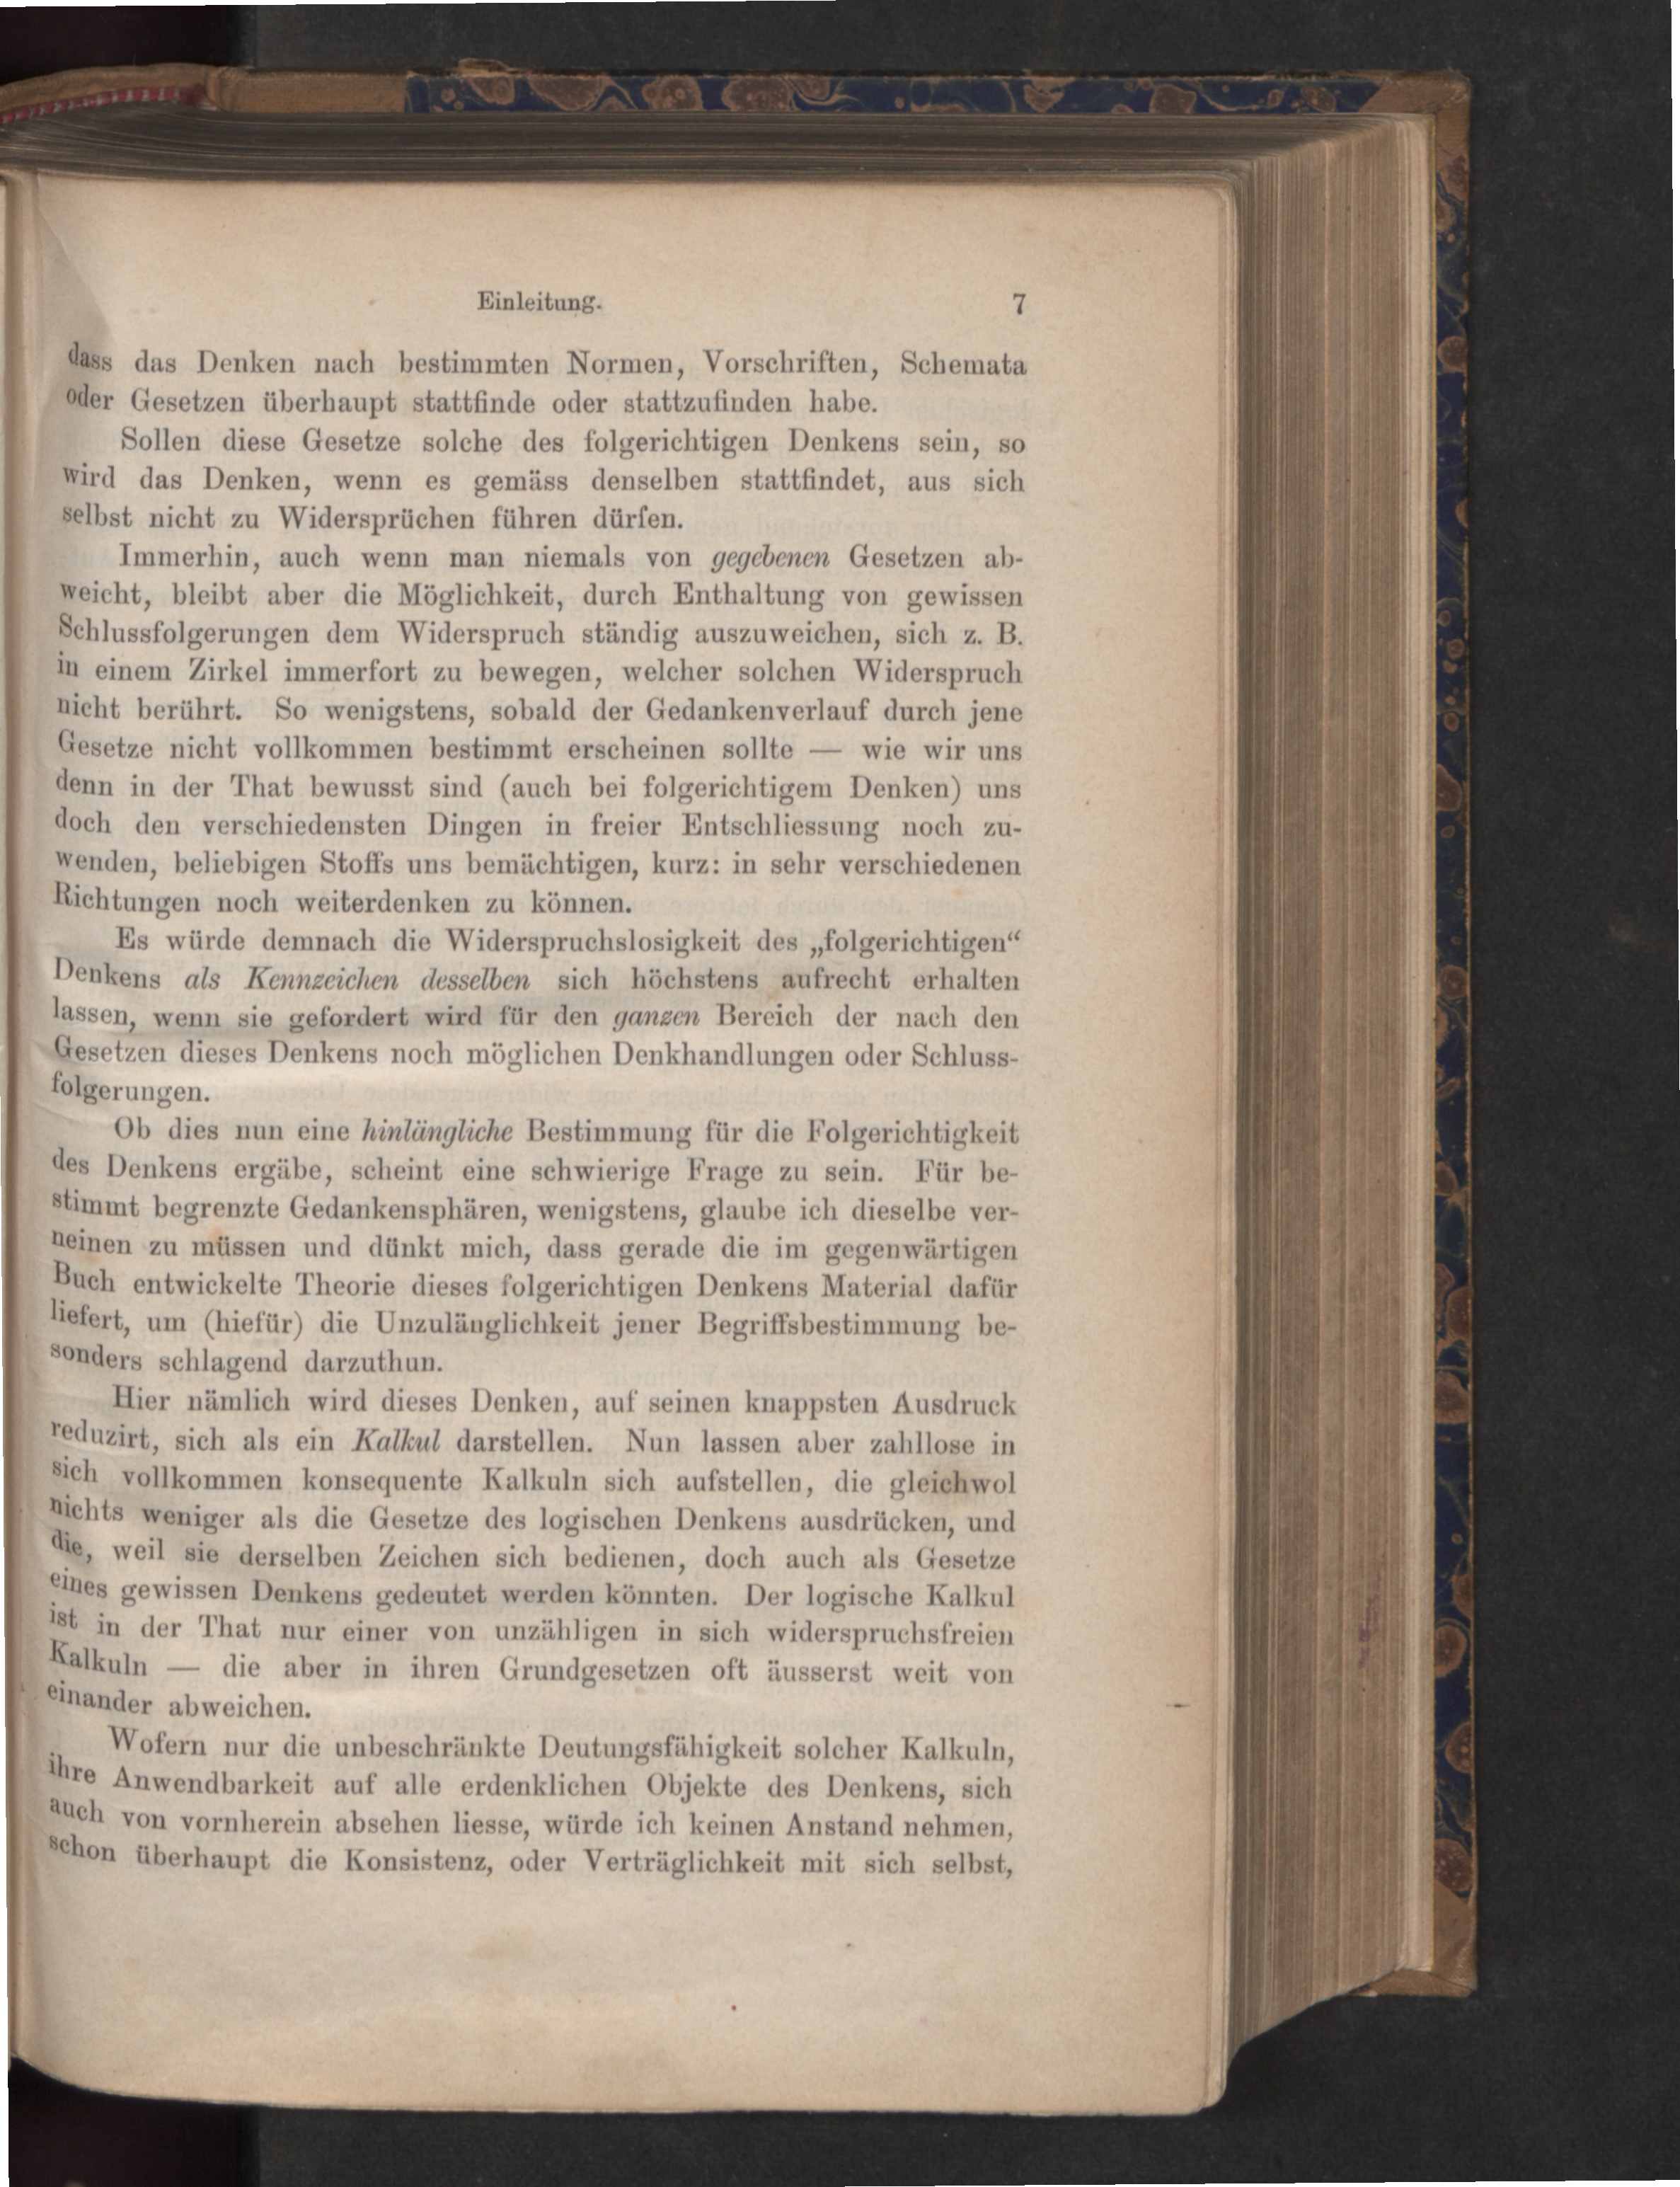 Einleitung. 7
dass das Denken nach bestimmten Normen, Vorschriften, Schemata
oder Gesetzen überhaupt stattfinde oder stattzufinden habe.
Sollen diese Gesetze solche des folgerichtigen Denkens sein, so
wird das Denken, wenn es gemäss denselben stattfindet, aus sich
selbst nicht zu Widersprüchen führen dürfen.
Immerhin, auch wenn man niemals von gegebenen Gesetzen ab-
weicht, bleibt aber die Möglichkeit, durch Enthaltung von gewissen
Schlussfolgerungen dem Widerspruch ständig auszuweichen, sich z. B.
in einem Zirkel immerfort zu bewegen, welcher solchen Widerspruch
nicht berührt. So wenigstens, sobald der Gedankenverlauf durch jene
Gesetze nicht vollkommen bestimmt erscheinen sollte — wie wir uns
denn in der That bewusst sind (auch bei folgerichtigem Denken) uns
doch den verschiedensten Dingen in freier Entschliessung noch zu-
wenden, beliebigen Stoffs uns bemächtigen, kurz: in sehr verschiedenen
Richtungen noch weiterdenken zu können.
Es würde demnach die Widerspruchslosigkeit des „folgerichtigen“
Denkens als Kennzeichen desselben sich höchstens aufrecht erhalten
lassen, wenn sie gefordert wird für den ganzen Bereich der nach den
Gesetzen dieses Denkens noch möglichen Denkhandlungen oder Schluss-
folgerungen.
Ob dies nun eine hinlängliche Bestimmung für die Folgerichtigkeit
des Denkens ergäbe, scheint eine schwierige Frage zu sein. Für be-
stimmt begrenzte Gedankensphären, wenigstens, glaube ich dieselbe ver-
neinen zu müssen und dünkt mich, dass gerade die im gegenwärtigen
Buch entwickelte Theorie dieses folgerichtigen Denkens Material dafür
liefert, um (hiefür) die Unzulänglichkeit jener Begriffsbestimmung be-
sonders schlagend darzuthun.
Hier nämlich wird dieses Denken, auf seinen knappsten Ausdruck
reduzirt, sich als ein Kalkul darstellen. Nun lassen aber zahllose in
sich vollkommen konsequente Kalkuln sich aufstellen, die gleichwol
nichts weniger als die Gesetze des logischen Denkens ausdrücken, und
die, weil sie derselben Zeichen sich bedienen, doch auch als Gesetze
eines gewissen Denkens gedeutet werden könnten. Der logische Kalkul
ist in der That nur einer von unzähligen in sich widerspruchsfreien
Kalkuln — die aber in ihren Grundgesetzen oft äusserst weit von
einander abweichen.
Wofern nur die unbeschränkte Deutungsfähigkeit solcher Kalkuln,
ihre Anwendbarkeit auf alle erdenklichen Objekte des Denkens, sich
auch von vornherein absehen liesse, würde ich keinen Anstand nehmen,
schon überhaupt die Konsistenz, oder Verträglichkeit mit sich selbst,